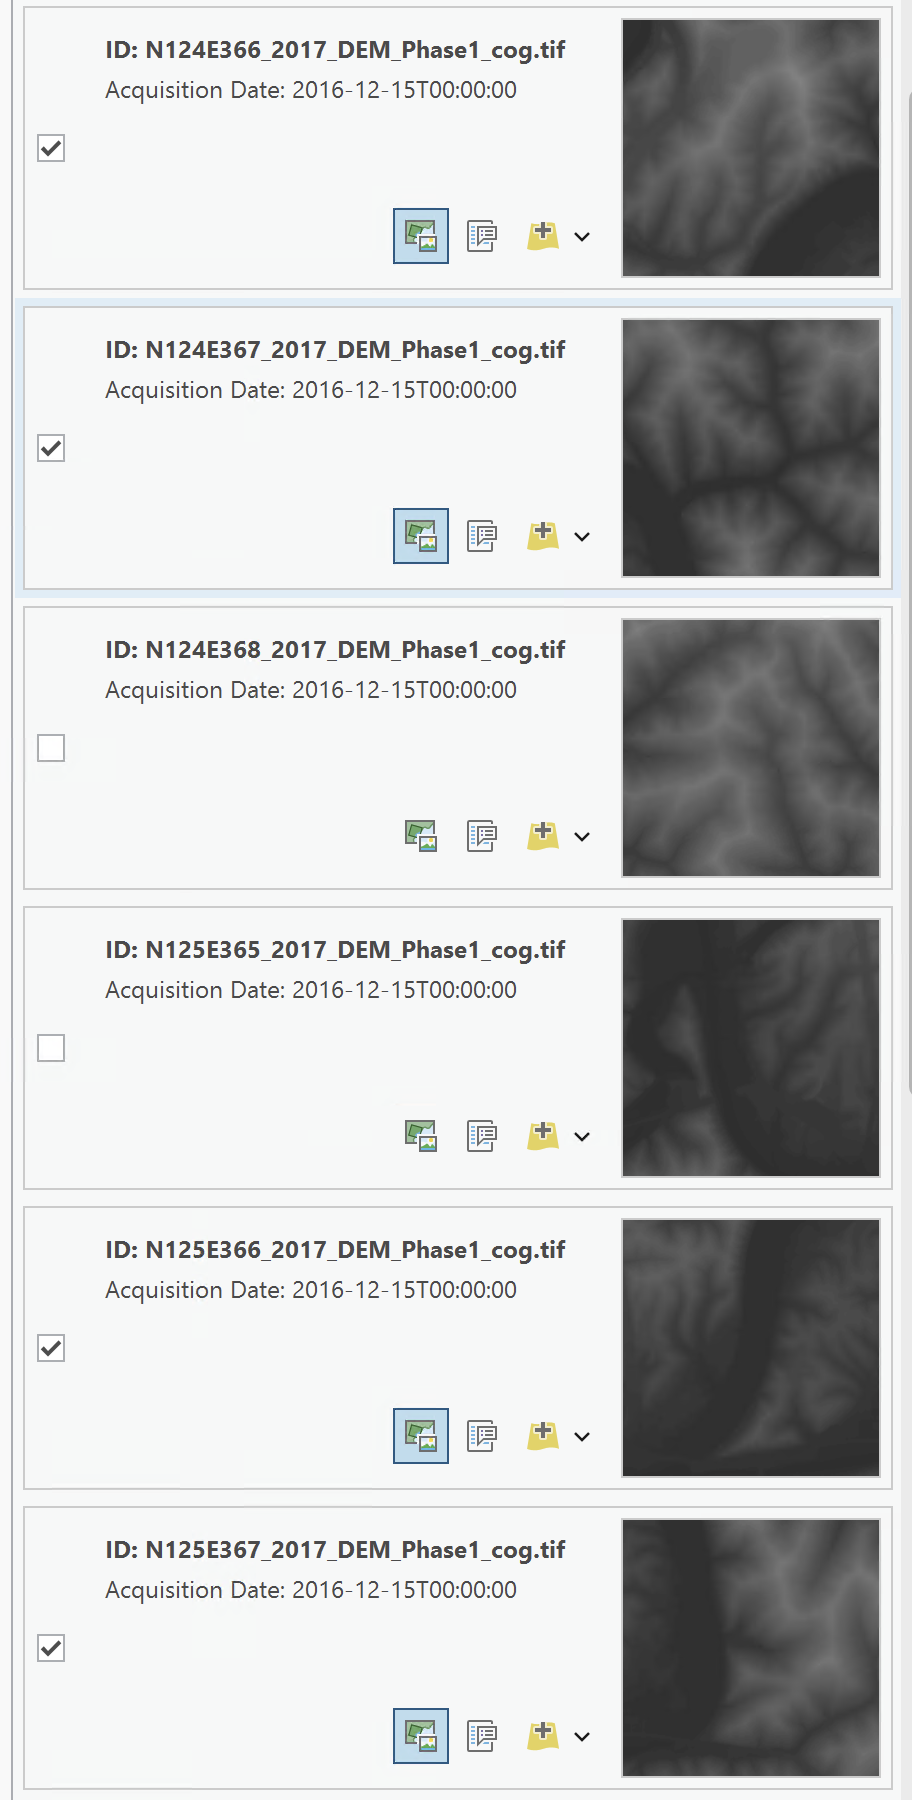 ID: N124E366_2017_DEM_Phase1_cog.tif
Acquisition Date: 2016-12-15T00:00:00
ID: N124E367_2017_DEM_Phase1_cog.tif
Acquisition Date: 2016-12-15T00:00:00
ID: N124E368_2017_DEM_Phase1_cog.tif
Acquisition Date: 2016-12-15T00:00:00
ID: N125E365_2017_DEM_Phase1_cog.tif
Acquisition Date: 2016-12-15T00:00:00
ID: N125E366_2017_DEM_Phase1_cog.tif
Acquisition Date: 2016-12-15T00:00:00
ID: N125E367_2017_DEM_Phase1_cog.tif
Acquisition Date: 2016-12-15T00:00:00